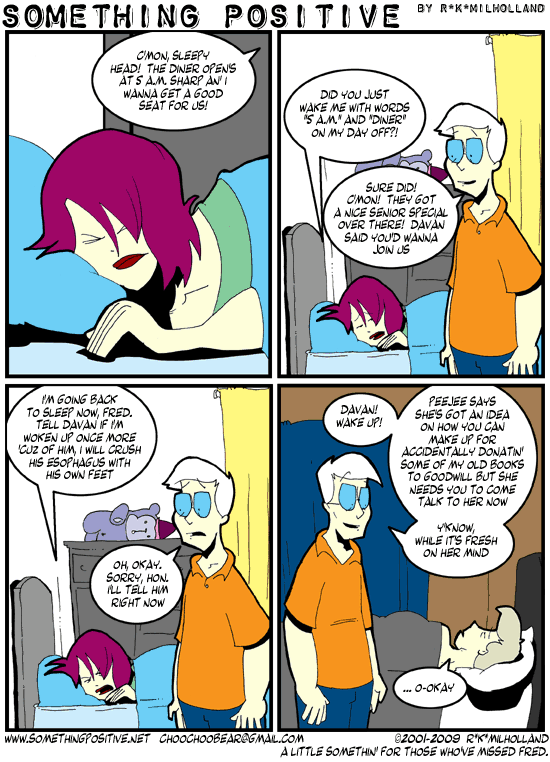 SOMETHING POSITIVE BY R*K*MILHOLLAND
C'MON, SLEEPY
HEAD! THE DINER OPEN'S
AT 5 A.M. SHARP AN' I
WANNA GET A GOOD
SEAT FOR US!
DID YOU JUST
WAKE ME WITH WORDS
"5 A.M." AND "DINER"
ON MY DAY OFF?!
SURE DID!
C'MON! THEY GOT
A NICE SENIOR SPECIAL
OVER THERE! DAVAN
SAID YOU'D WANNA
JOIN US
I'M GOING BACK
TO SLEEP NOW, FRED.
TELL DAVAN IF I'M
WOKEN UP ONCE MORE
'CUZ OF HIM, I WILL CRUSH
HIS ESOPHAGUS WITH
HIS OWN FEET
OH, OKAY.
SORRY, HON.
I'LL TELL HIM
RIGHT NOW
DAVAN!
WAKE UP!
PEEJEE SAYS
SHE'S GOT AN IDEA
ON HOW YOU CAN
MAKE UP FOR
ACCIDENTALLY DONATIN'
SOME OF MY OLD BOOKS
TO GOODWILL BUT SHE
NEEDS YOU TO COME
TALK TO HER NOW
Y'KNOW,
WHILE IT'S FRESH
ON HER MIND
... O-OKAY
WWW.SOMETHINGPOSITIVE.NET CHOOCHOOBEAR@GMAIL.COM ©2001-2009 R*K*MILHOLLAND
A LITTLE SOMETHIN' FOR THOSE WHO'VE MISSED FRED.